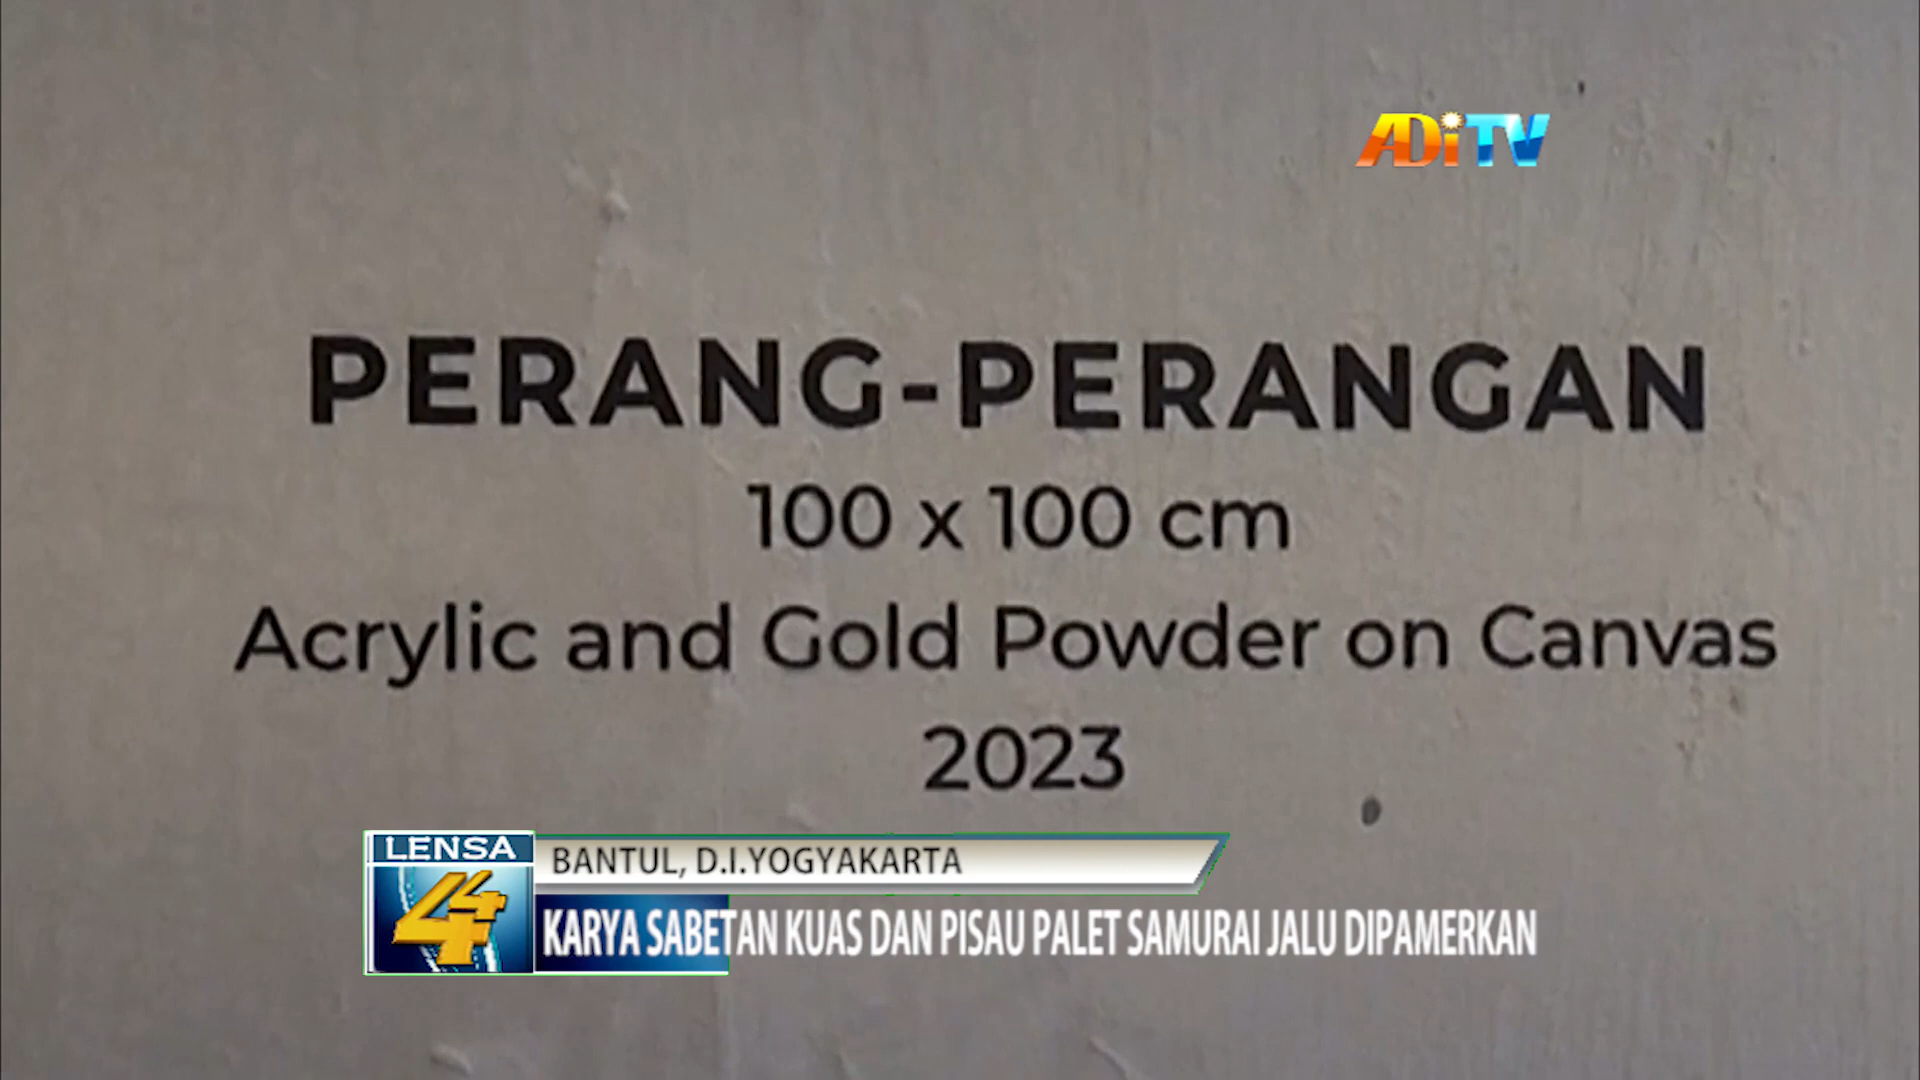 ADiTV
PERANG-PERANGAN
100 x 100 cm
Acrylic and Gold Powder on Canvas
2023
LENSA
44
BANTUL, D.I.YOGYAKARTA
KARYA SABETAN KUAS DAN PISAU PALET SAMURAI JALU DIPAMERKAN